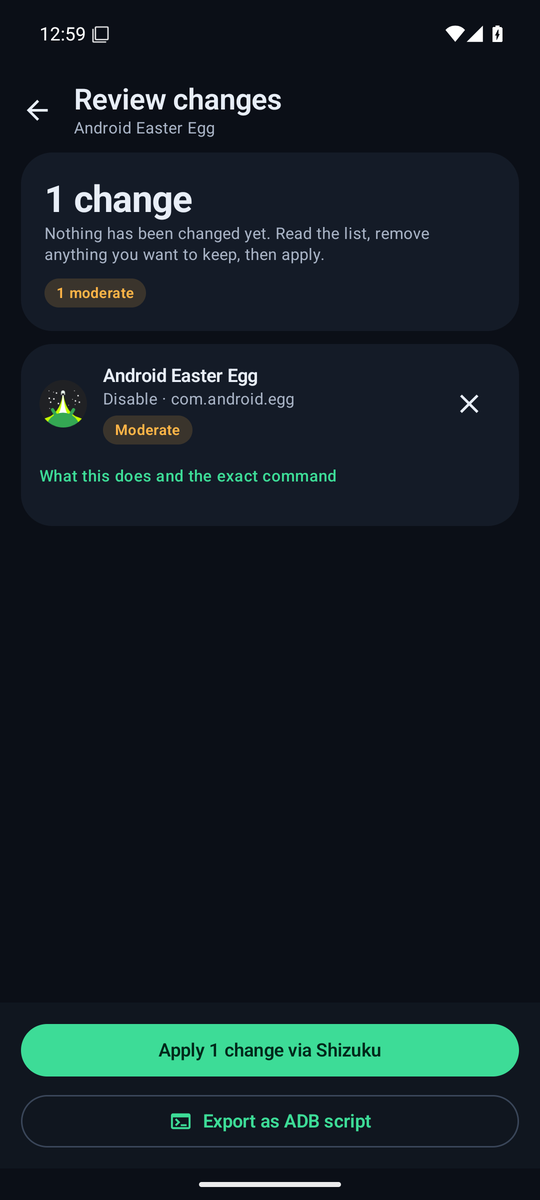 12:59
Review changes
Android Easter Egg
1 change
Nothing has been changed yet. Read the list, remove
anything you want to keep, then apply.
1 moderate
Android Easter Egg
Disable · com.android.egg
Moderate
What this does and the exact command
Apply 1 change via Shizuku
Export as ADB script